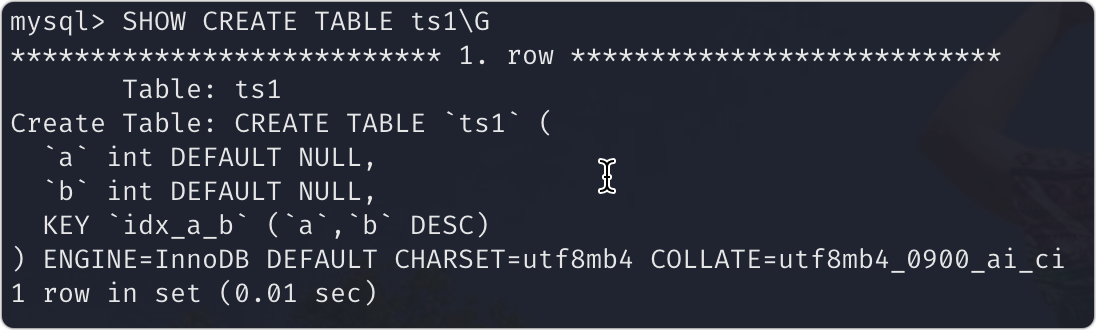 mysql> SHOW CREATE TABLE ts1\G
*************************** 1. row ***************************
       Table: ts1
Create Table: CREATE TABLE `ts1` (
  `a` int DEFAULT NULL,
  `b` int DEFAULT NULL,
  KEY `idx_a_b` (`a`,`b` DESC)
) ENGINE=InnoDB DEFAULT CHARSET=utf8mb4 COLLATE=utf8mb4_0900_ai_ci
1 row in set (0.01 sec)